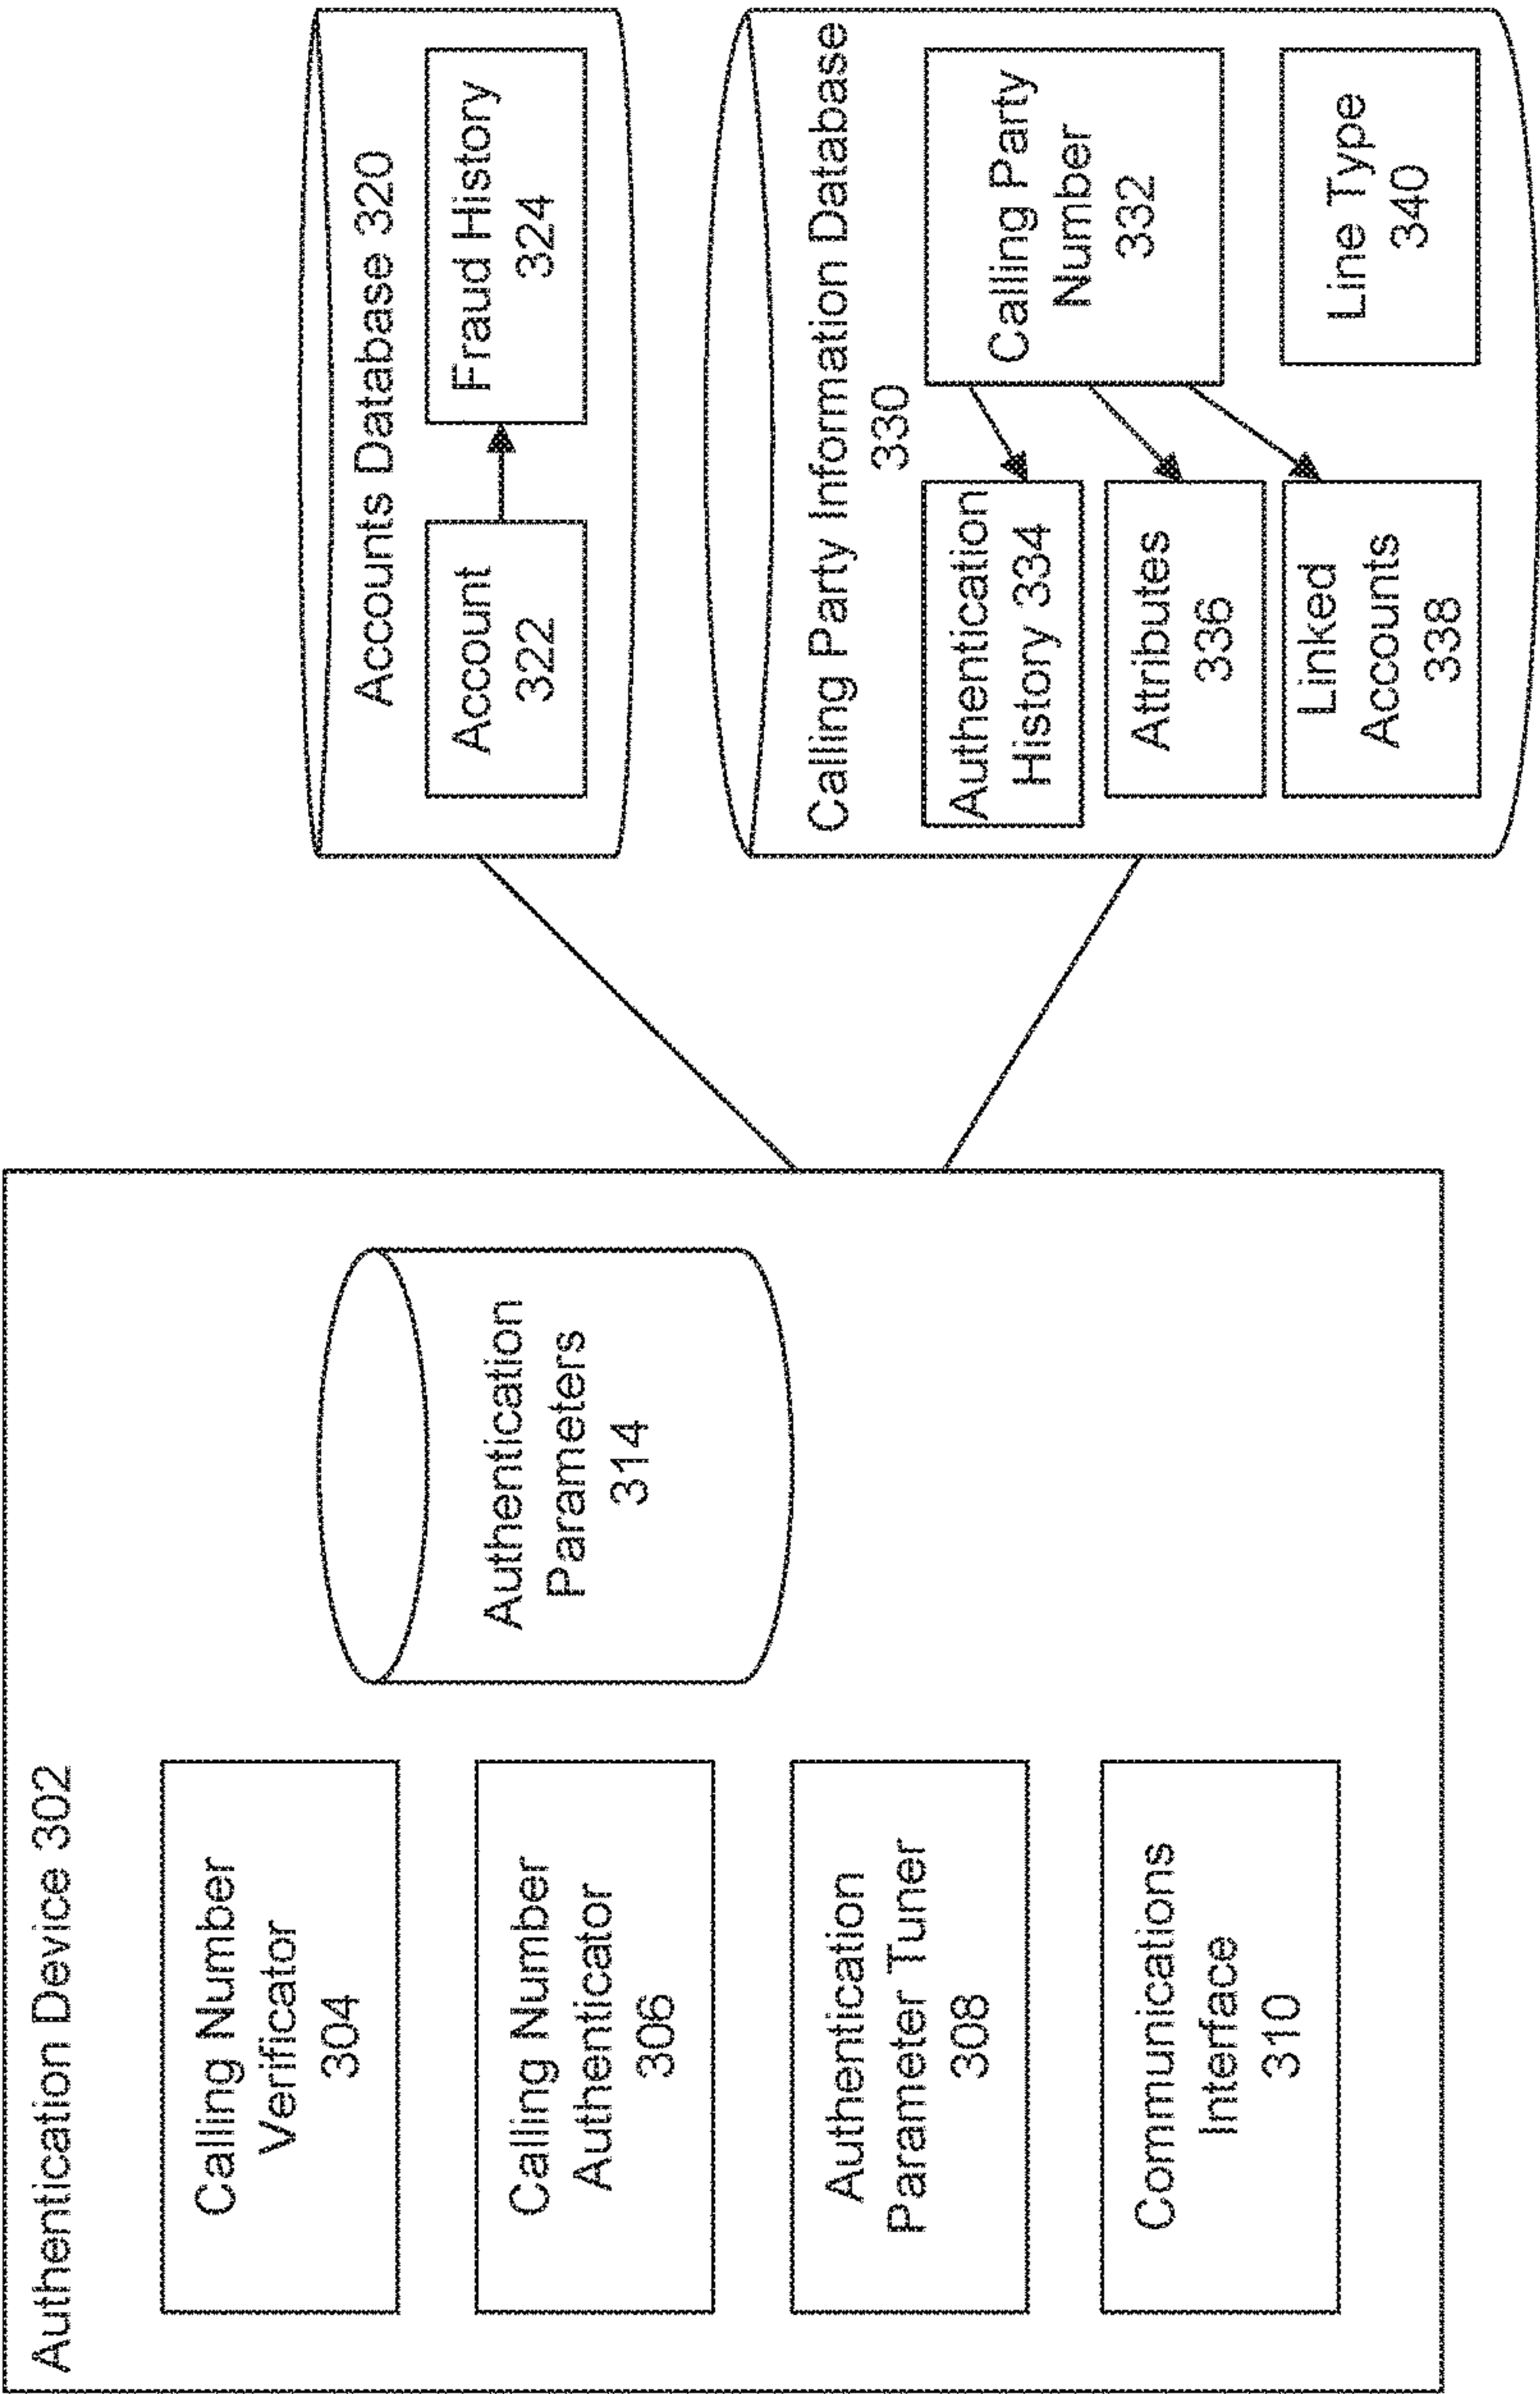 Authentication Device 302
Calling Number
Verificator
304
Calling Number
Authenticator
306
Authentication
Parameter Tuner
308
Communications
Interface
310
Authentication
Parameters
314
Accounts Database 320
Account
322
Fraud History
324
Calling Party Information Database
330
Authentication
History 334
Attributes
336
Linked
Accounts
338
Calling Party
Number
332
Line Type
340